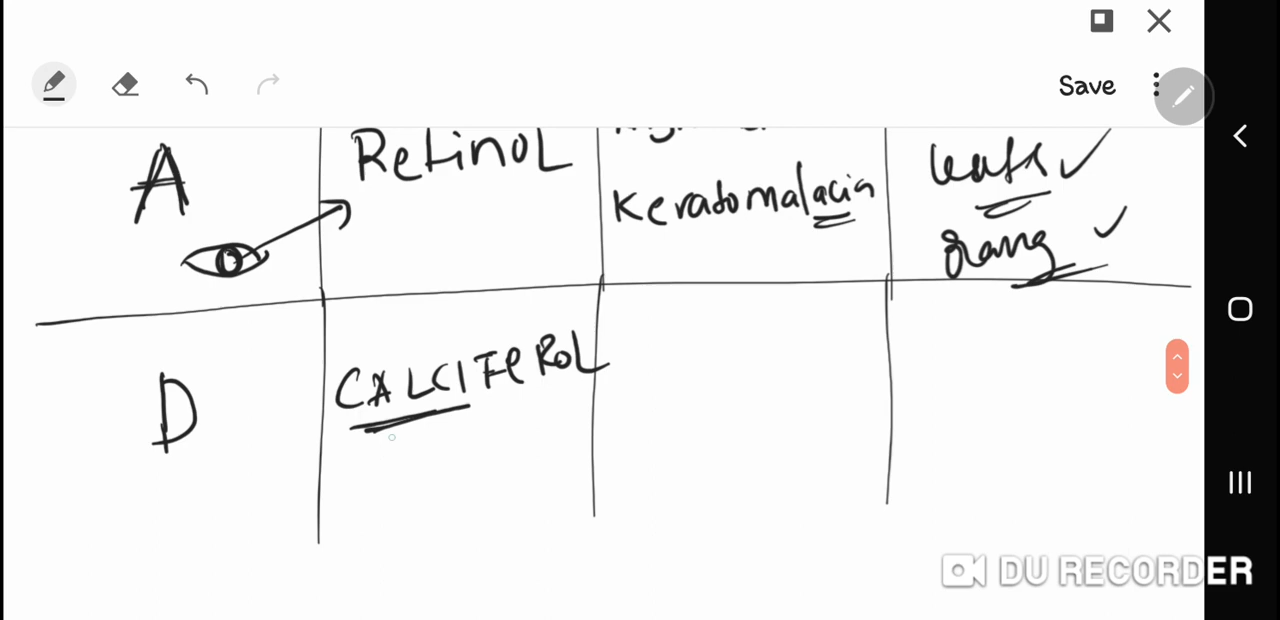 Save
A
Retinol
Keratomalacia
leafs
orang
D
CALCIFEROL
DU RECORDER